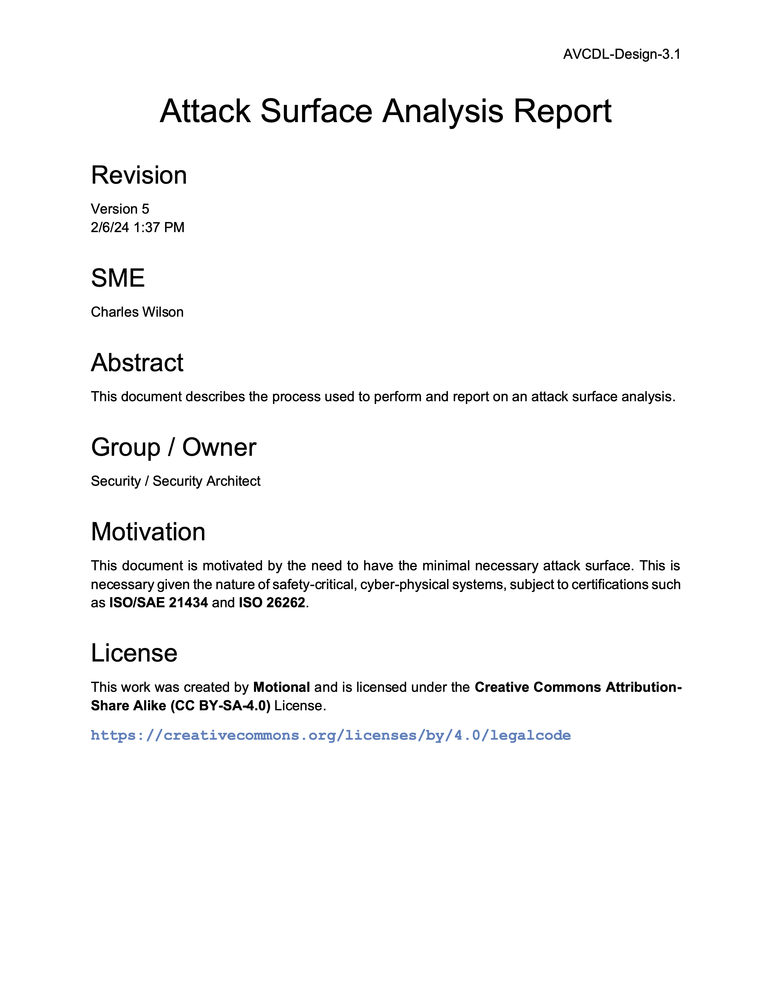 AVCDL-Design-3.1
Attack Surface Analysis Report
Revision
Version 5
2/6/24 1:37 PM
SME
Charles Wilson
Abstract
This document describes the process used to perform and report on an attack surface analysis.
Group / Owner
Security / Security Architect
Motivation
This document is motivated by the need to have the minimal necessary attack surface. This is
necessary given the nature of safety-critical, cyber-physical systems, subject to certifications such
as ISO/SAE 21434 and ISO 26262.
License
This work was created by Motional and is licensed under the Creative Commons Attribution-
Share Alike (CC BY-SA-4.0) License.
https://creativecommons.org/licenses/by/4.0/legalcode